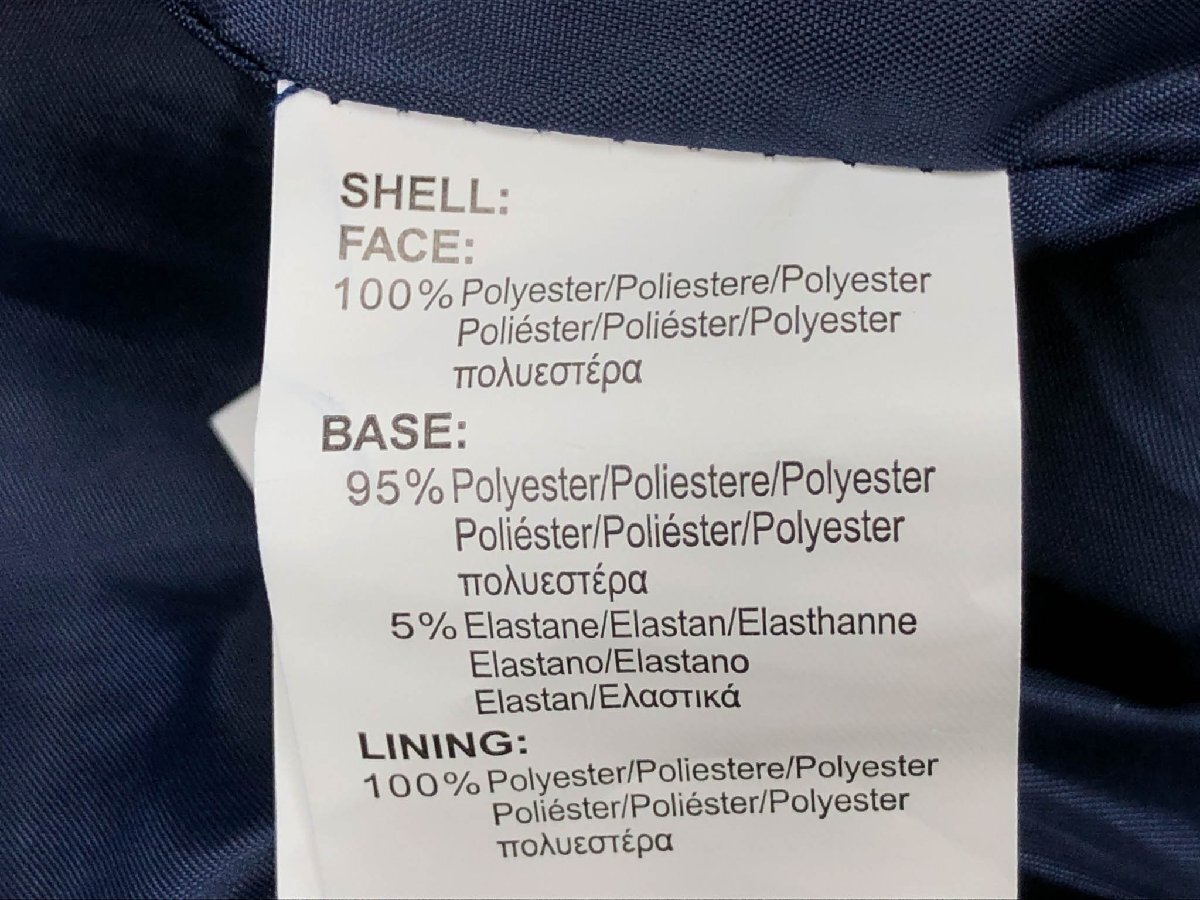 SHELL:
FACE:
100% Polyester/Poliestere/Polyester
Poliéster/Poliéster/Polyester
πολυεστέρα
BASE:
95% Polyester/Poliestere/Polyester
Poliéster/Poliéster/Polyester
πολυεστέρα
5% Elastane/Elastan/Elasthanne
Elastano/Elastano
Elastan/Ελαστικά
LINING:
100% Polyester/Poliestere/Polyester
Poliéster/Poliéster/Polyester
πολυεστέρα